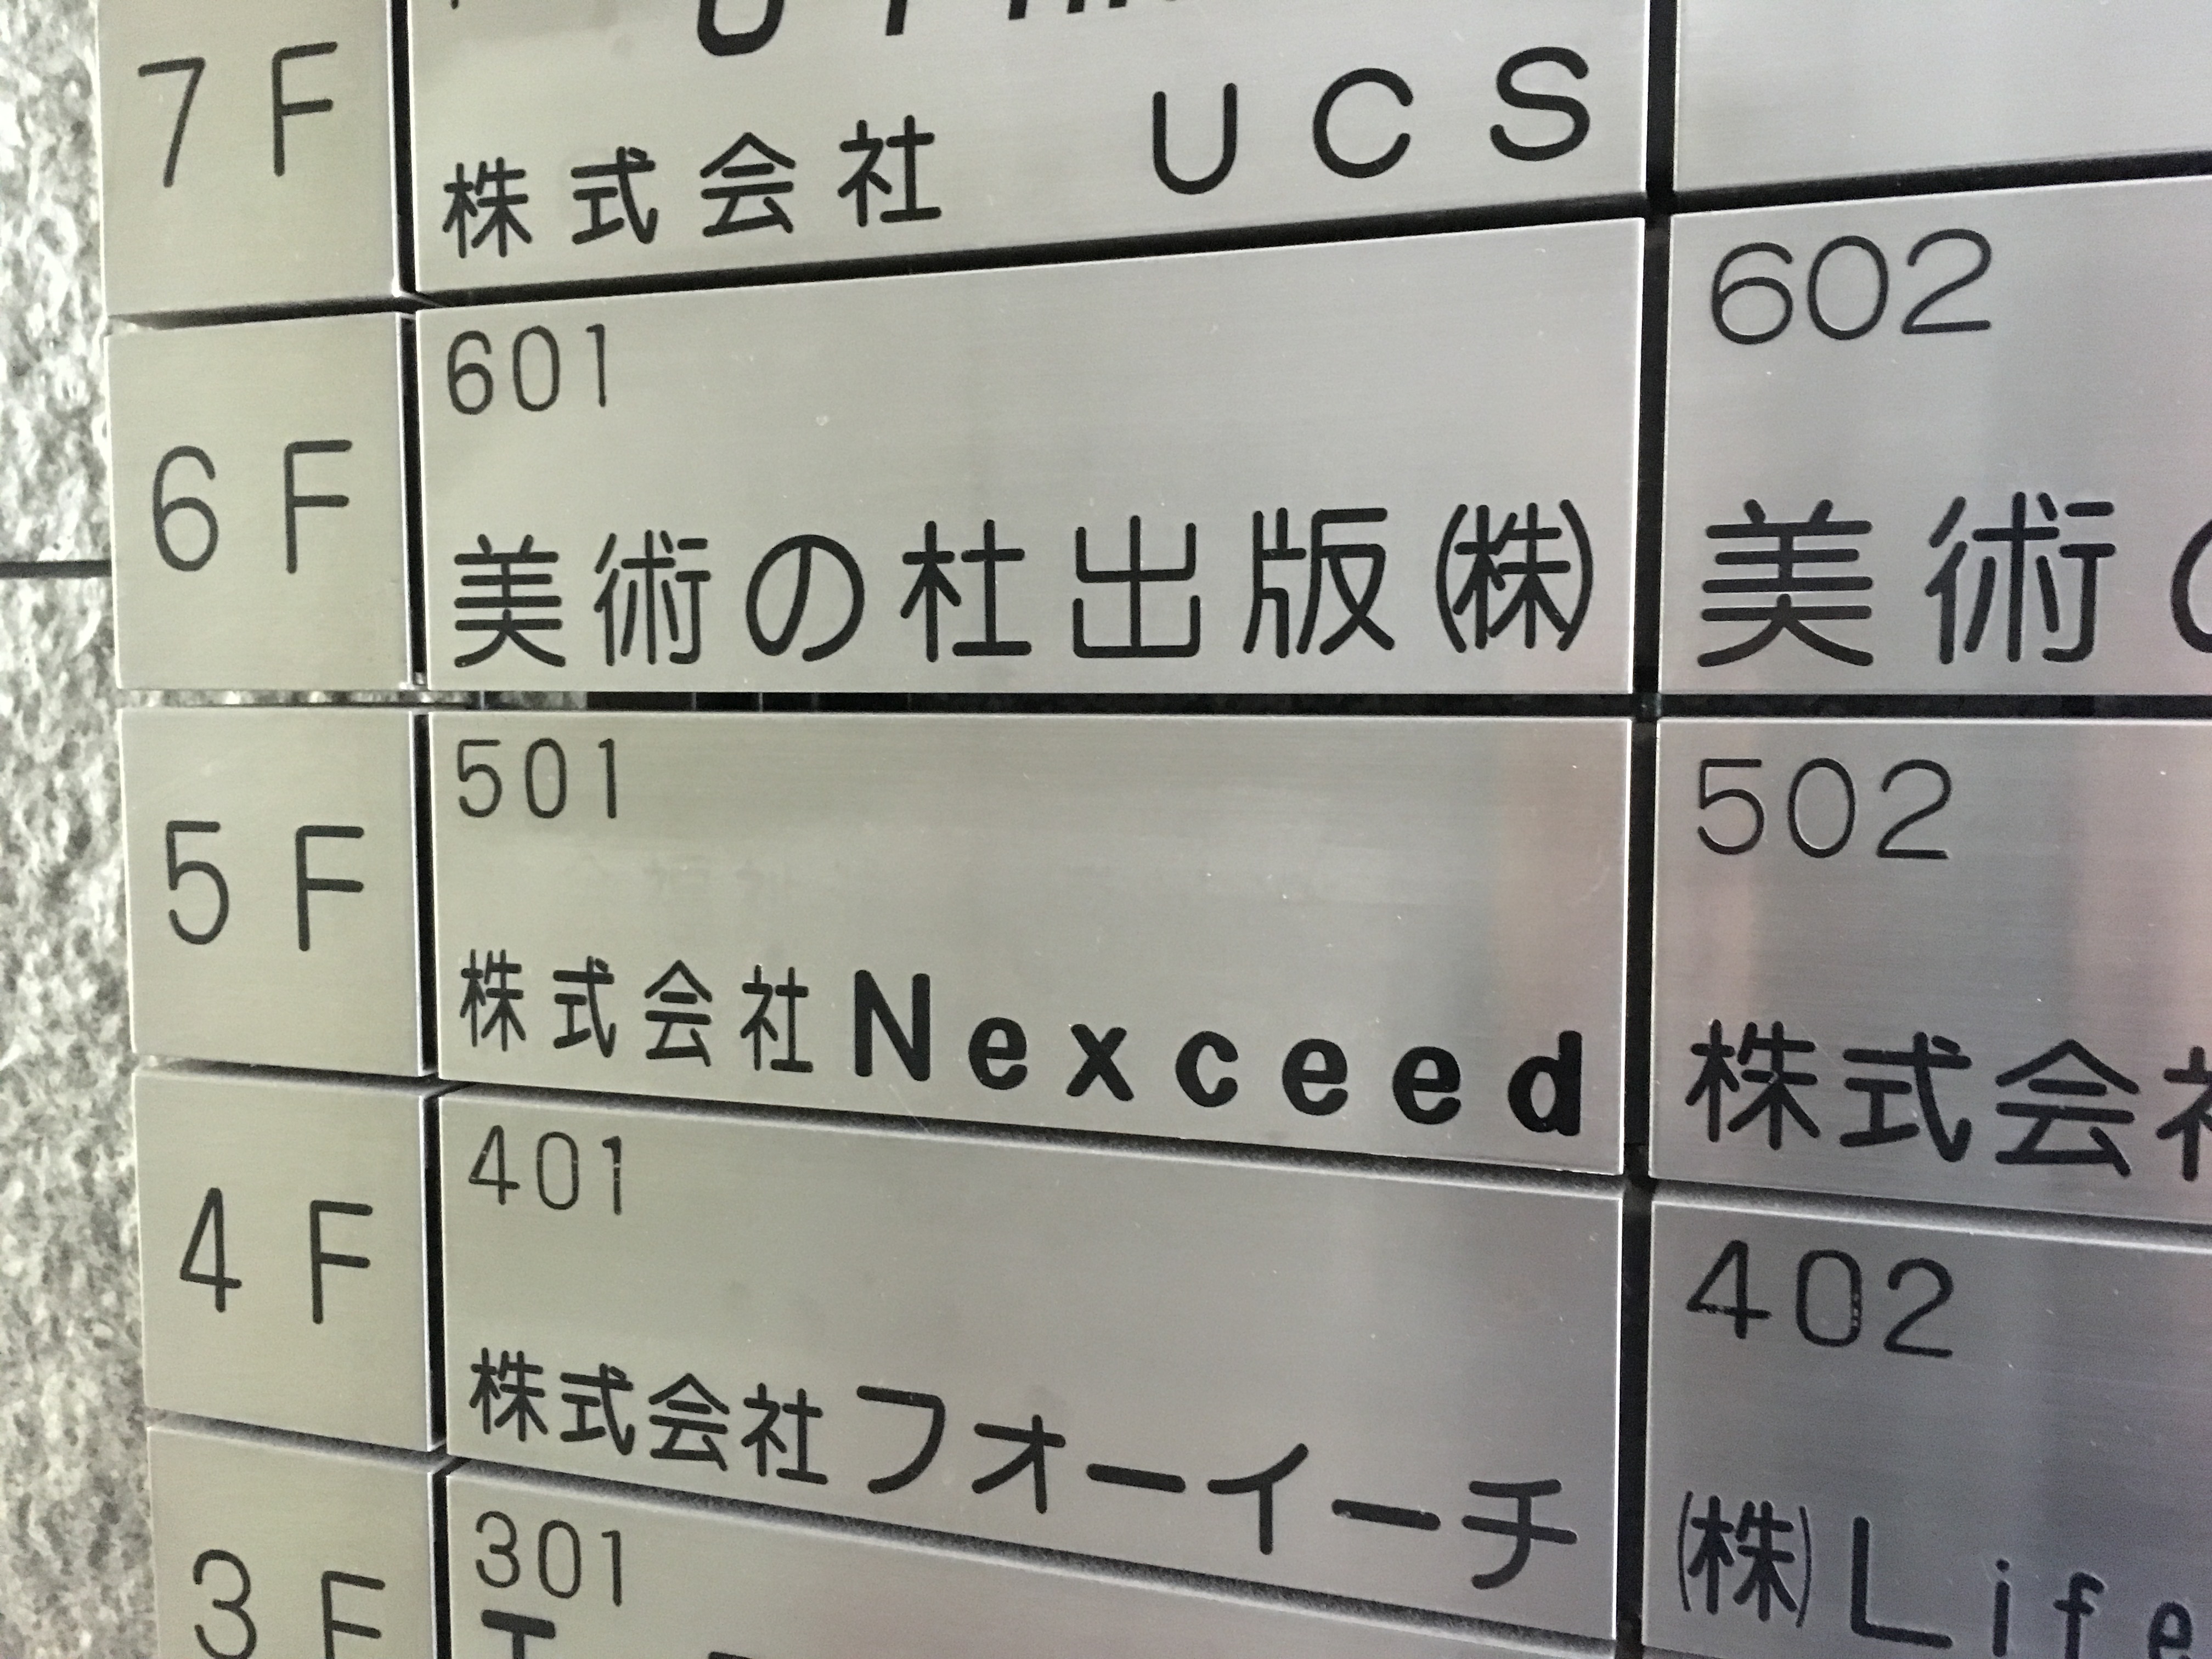 7F
株式会社 UCS
6F
601
美術の杜出版㈱
602
美術
5F
501
株式会社Nexceed
502
株式会社
4F
401
株式会社フォーイーチ
402
㈱Life
3F
301